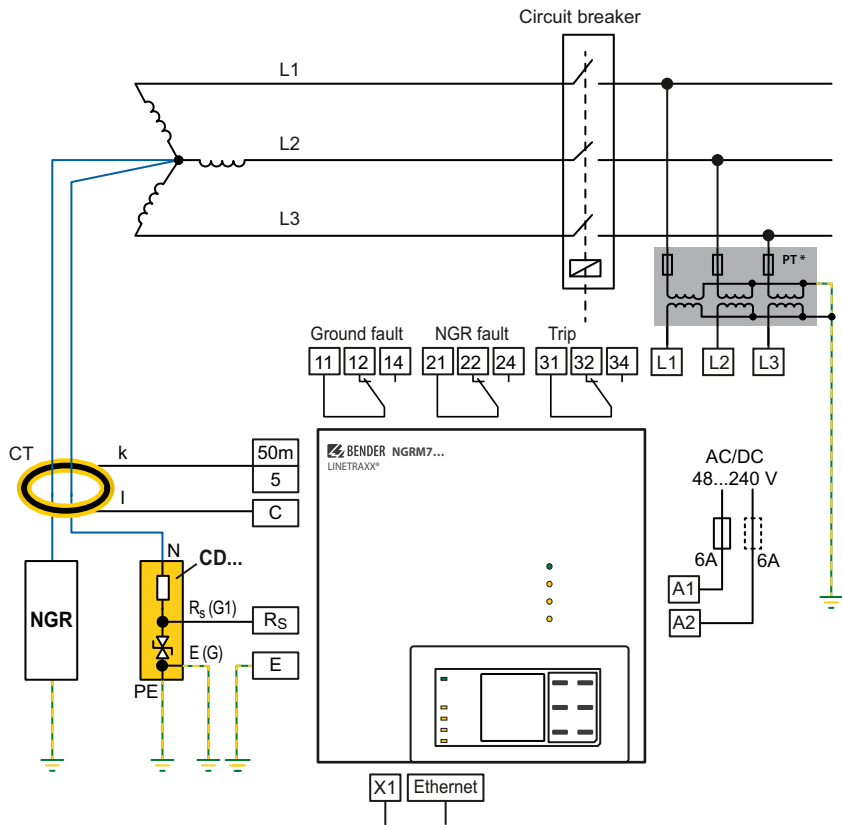 Circuit breaker
L1
L2
L3
PT *
Ground fault
NGR fault
Trip
11 12 14
21 22 24
31 32 34
L1 L2 L3
CT
k
50m
5
l
C
BENDER NGRM7...
LINETRAXX®
AC/DC
48...240 V
6A
6A
A1
A2
N
CD...
NGR
Rs (G1)
RS
E (G)
E
PE
X1
Ethernet